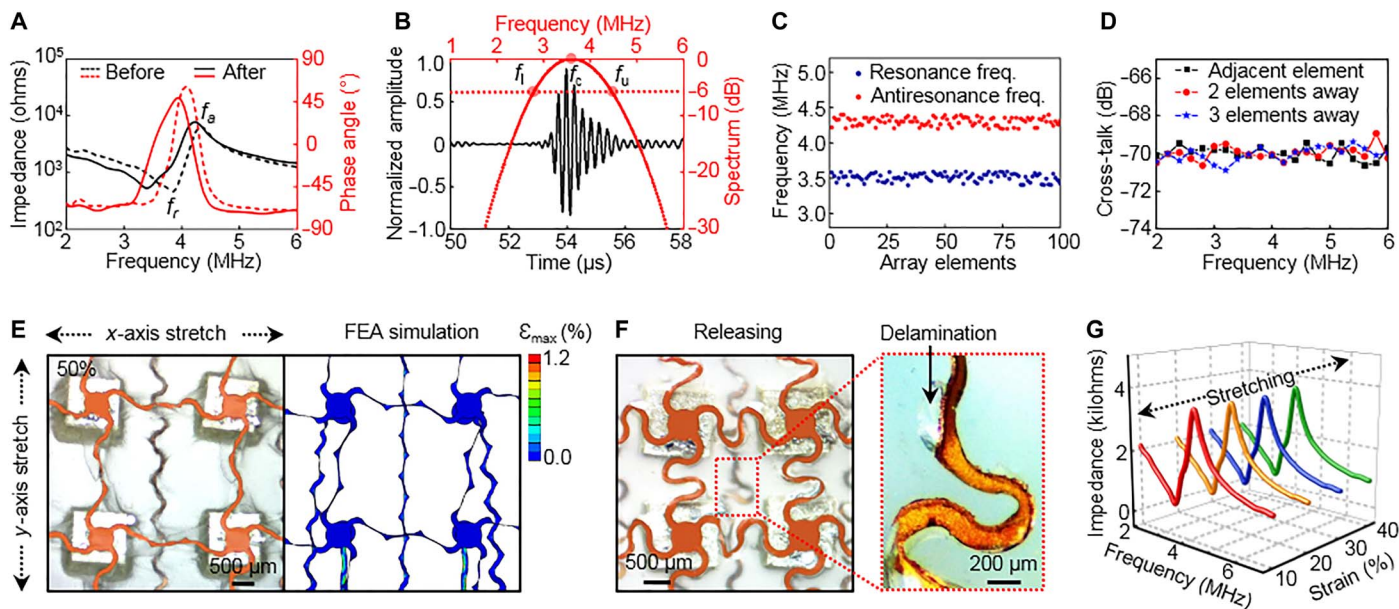 A
Impedance (ohms)
10⁵
10⁴
10³
10²
Before
After
fₐ
fᵣ
90
45
0
−45
−90
Phase angle (°)
2 3 4 5 6
Frequency (MHz)
B
Frequency (MHz)
1 2 3 4 5 6
Normalized amplitude
1.0
0.5
0
−0.5
−1.0
fₗ
f꜀
fᵤ
0
−6
−10
−20
−30
Spectrum (dB)
50 52 54 56 58
Time (µs)
C
Frequency (MHz)
5.0
4.5
4.0
3.5
3.0
Resonance freq.
Antiresonance freq.
0 25 50 75 100
Array elements
D
Cross-talk (dB)
−66
−68
−70
−72
−74
Adjacent element
2 elements away
3 elements away
2 3 4 5 6
Frequency (MHz)
E
x-axis stretch
FEA simulation
Ɛmax (%)
y-axis stretch
50%
500 µm
1.2
0.0
F
Releasing
Delamination
500 µm
200 µm
G
Impedance (kilohms)
4
2
0
Stretching
2
4
6
Frequency (MHz)
10
20
30
40
Strain (%)